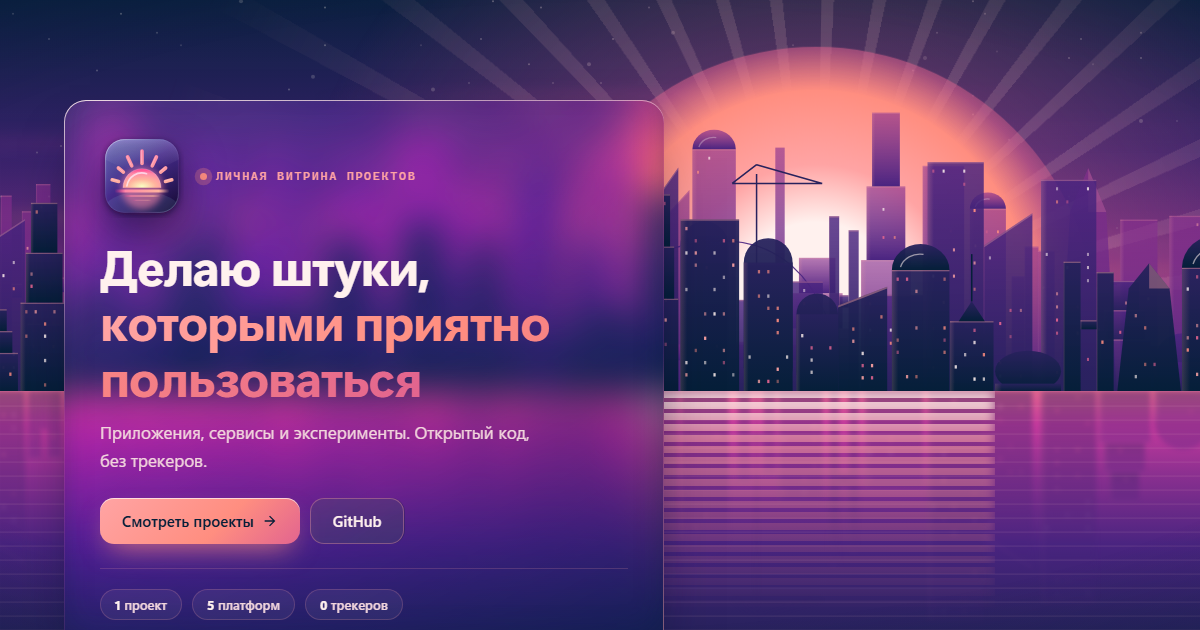 ЛИЧНАЯ ВИТРИНА ПРОЕКТОВ
Делаю штуки,
которыми приятно
пользоваться
Приложения, сервисы и эксперименты. Открытый код,
без трекеров.
Смотреть проекты →
GitHub
1 проект
5 платформ
0 трекеров